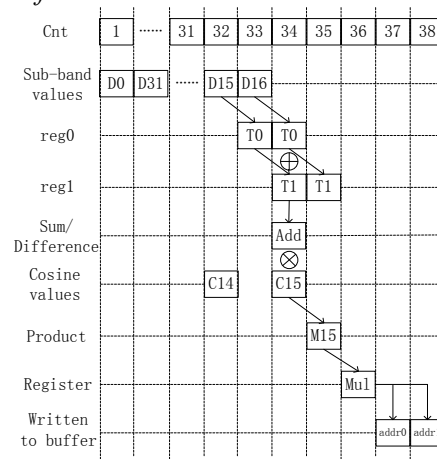 Cnt 1 ...... 31 32 33 34 35 36 37 38
Sub-band
values
D0 D31 ...... D15 D16
reg0 T0 T0
reg1 T1 T1
Sum/
Difference
Add
Cosine
values
C14 C15
Product M15
Register Mul
Written
to buffer
addr0 addr